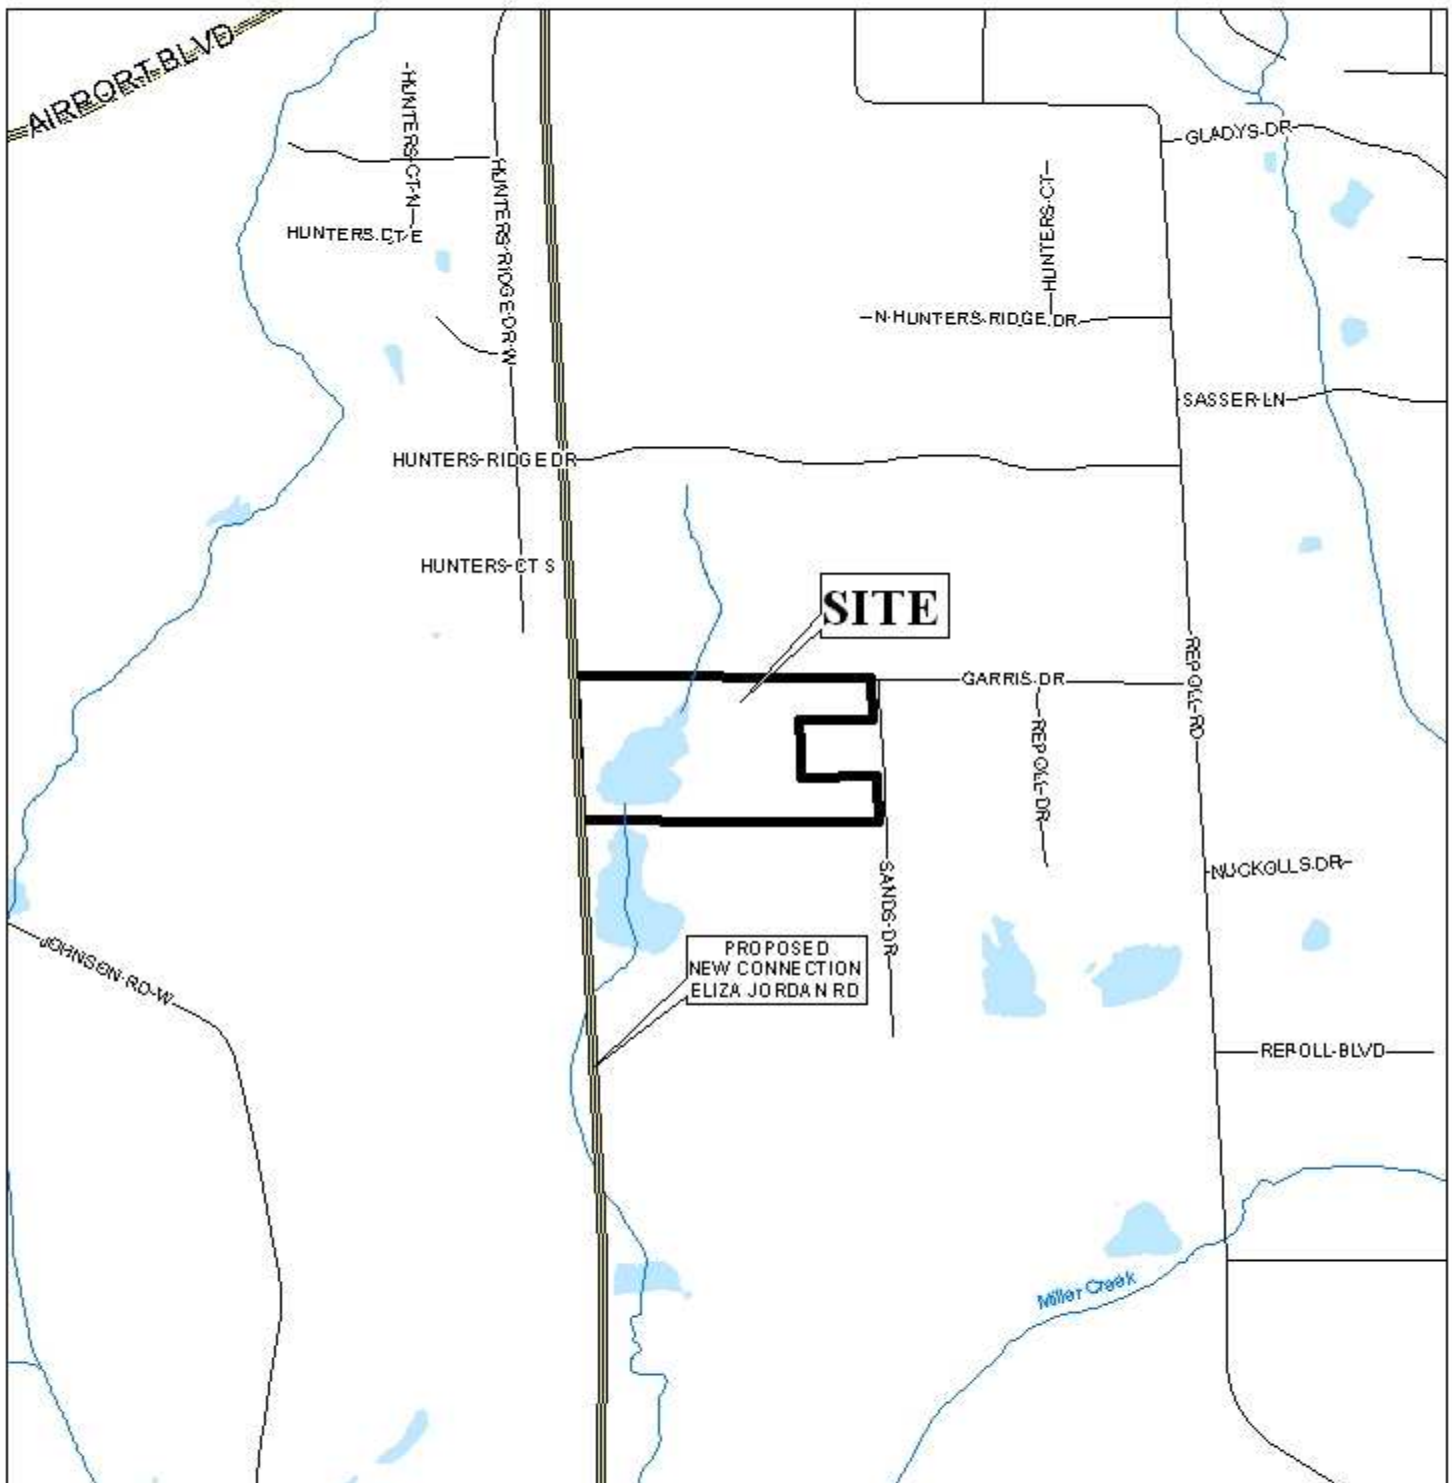 AIRPORT BLVD
HUNTERS CT N
HUNTERS CT E
HUNTERS RIDGE DR W
GLADYS DR
HUNTERS CT
N HUNTERS RIDGE DR
SASSER LN
HUNTERS RIDGE DR
HUNTERS CT S
SITE
GARRIS DR
REPOLL RD
REPOLL DR
SANDS DR
NUCKOLLS DR
JOHNSON RD W
PROPOSED
NEW CONNECTION
ELIZA JORDAN RD
REPOLL BLVD
Miller Creek